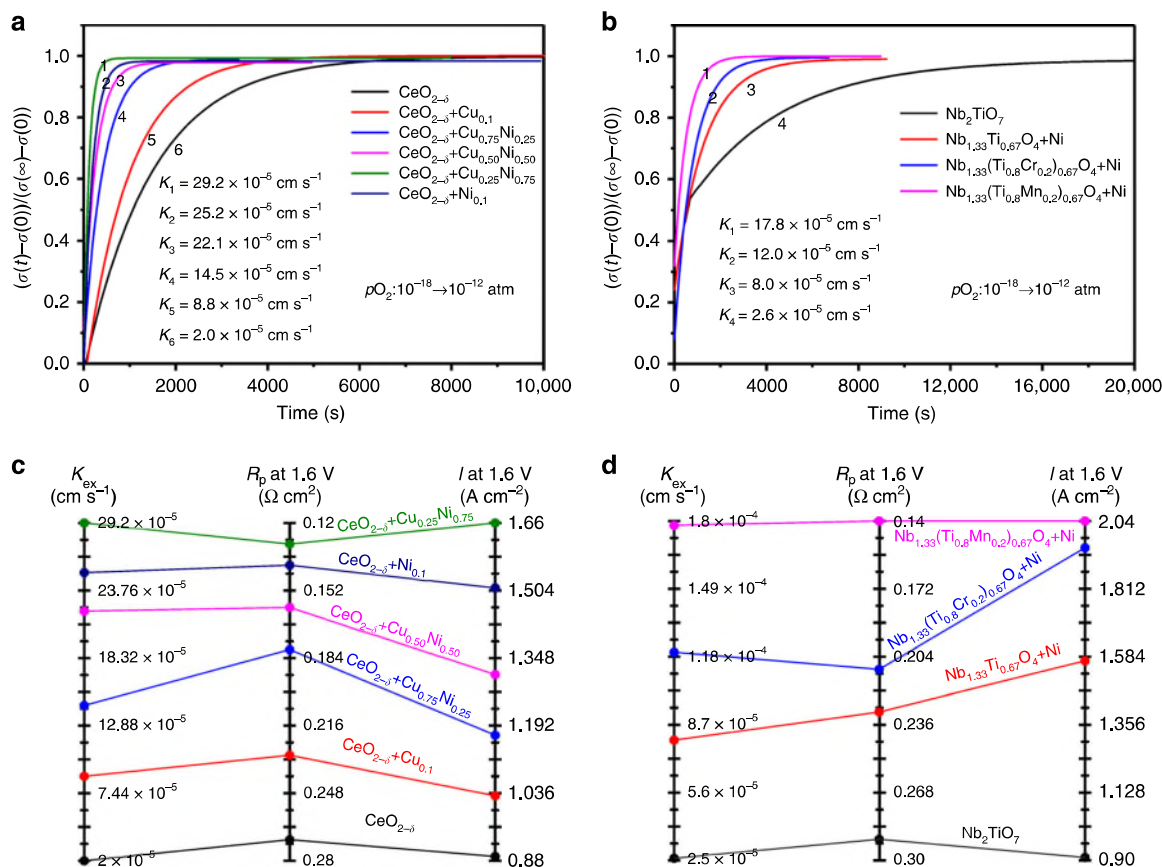 a
(σ(t)–σ(0))/(σ(∞)–σ(0))
1.0
0.8
0.6
0.4
0.2
0.0
1
2
3
4
5
6
CeO2–δ
CeO2–δ+Cu0.1
CeO2–δ+Cu0.75Ni0.25
CeO2–δ+Cu0.50Ni0.50
CeO2–δ+Cu0.25Ni0.75
CeO2–δ+Ni0.1
K1 = 29.2 × 10–5 cm s–1
K2 = 25.2 × 10–5 cm s–1
K3 = 22.1 × 10–5 cm s–1
K4 = 14.5 × 10–5 cm s–1
K5 = 8.8 × 10–5 cm s–1
K6 = 2.0 × 10–5 cm s–1
pO2:10–18→10–12 atm
0 2000 4000 6000 8000 10,000
Time (s)
b
(σ(t)–σ(0))/(σ(∞)–σ(0))
1.0
0.8
0.6
0.4
0.2
0.0
1
2
3
4
Nb2TiO7
Nb1.33Ti0.67O4+Ni
Nb1.33(Ti0.8Cr0.2)0.67O4+Ni
Nb1.33(Ti0.8Mn0.2)0.67O4+Ni
K1 = 17.8 × 10–5 cm s–1
K2 = 12.0 × 10–5 cm s–1
K3 = 8.0 × 10–5 cm s–1
K4 = 2.6 × 10–5 cm s–1
pO2:10–18→10–12 atm
0 4000 8000 12,000 16,000 20,000
Time (s)
c
Kex
(cm s–1)
Rp at 1.6 V
(Ω cm2)
I at 1.6 V
(A cm–2)
29.2 × 10–5
23.76 × 10–5
18.32 × 10–5
12.88 × 10–5
7.44 × 10–5
2 × 10–5
0.12
0.152
0.184
0.216
0.248
0.28
1.66
1.504
1.348
1.192
1.036
0.88
CeO2–δ+Cu0.25Ni0.75
CeO2–δ+Ni0.1
CeO2–δ+Cu0.50Ni0.50
CeO2–δ+Cu0.75Ni0.25
CeO2–δ+Cu0.1
CeO2–δ
d
Kex
(cm s–1)
Rp at 1.6 V
(Ω cm2)
I at 1.6 V
(A cm–2)
1.8 × 10–4
1.49 × 10–4
1.18 × 10–4
8.7 × 10–5
5.6 × 10–5
2.5 × 10–5
0.14
0.172
0.204
0.236
0.268
0.30
2.04
1.812
1.584
1.356
1.128
0.90
Nb1.33(Ti0.8Mn0.2)0.67O4+Ni
Nb1.33(Ti0.8Cr0.2)0.67O4+Ni
Nb1.33Ti0.67O4+Ni
Nb2TiO7